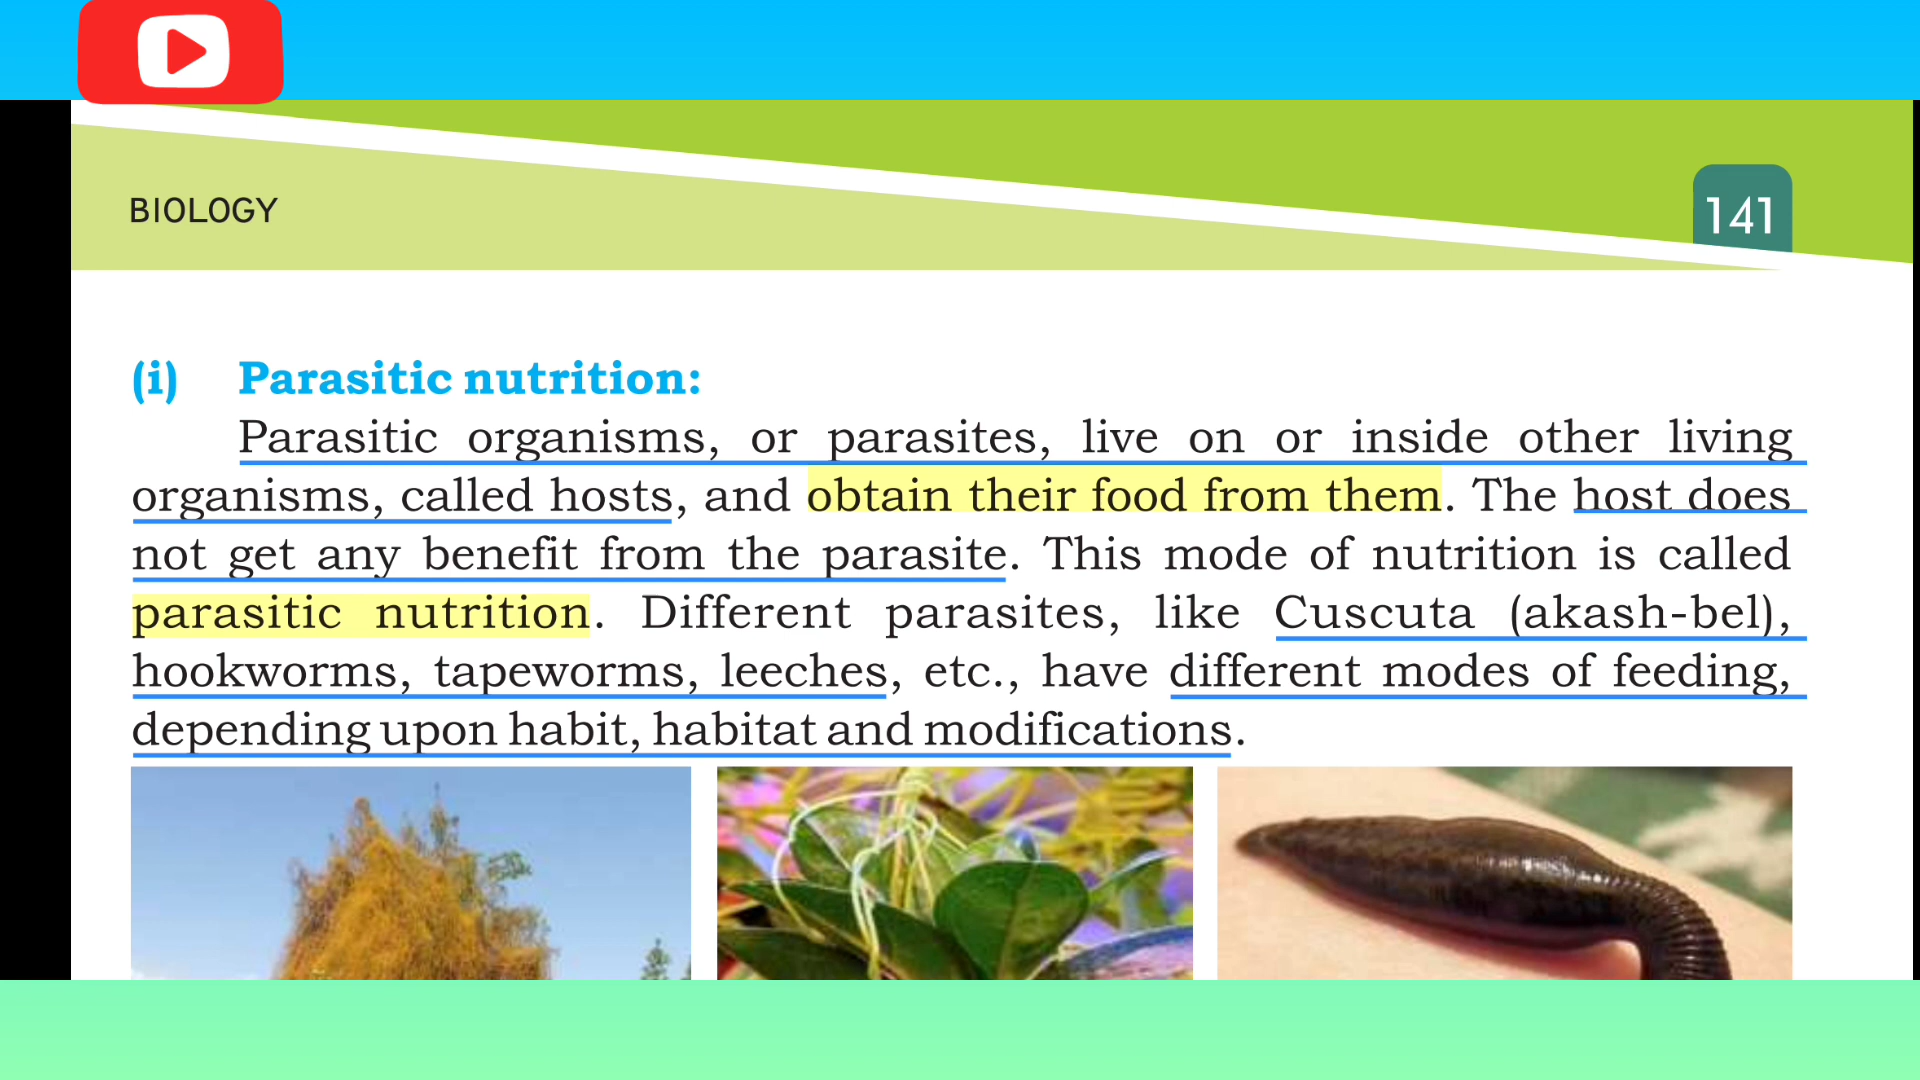 BIOLOGY
141
(i) Parasitic nutrition:
Parasitic organisms, or parasites, live on or inside other living
organisms, called hosts, and obtain their food from them. The host does
not get any benefit from the parasite. This mode of nutrition is called
parasitic nutrition. Different parasites, like Cuscuta (akash-bel),
hookworms, tapeworms, leeches, etc., have different modes of feeding,
depending upon habit, habitat and modifications.